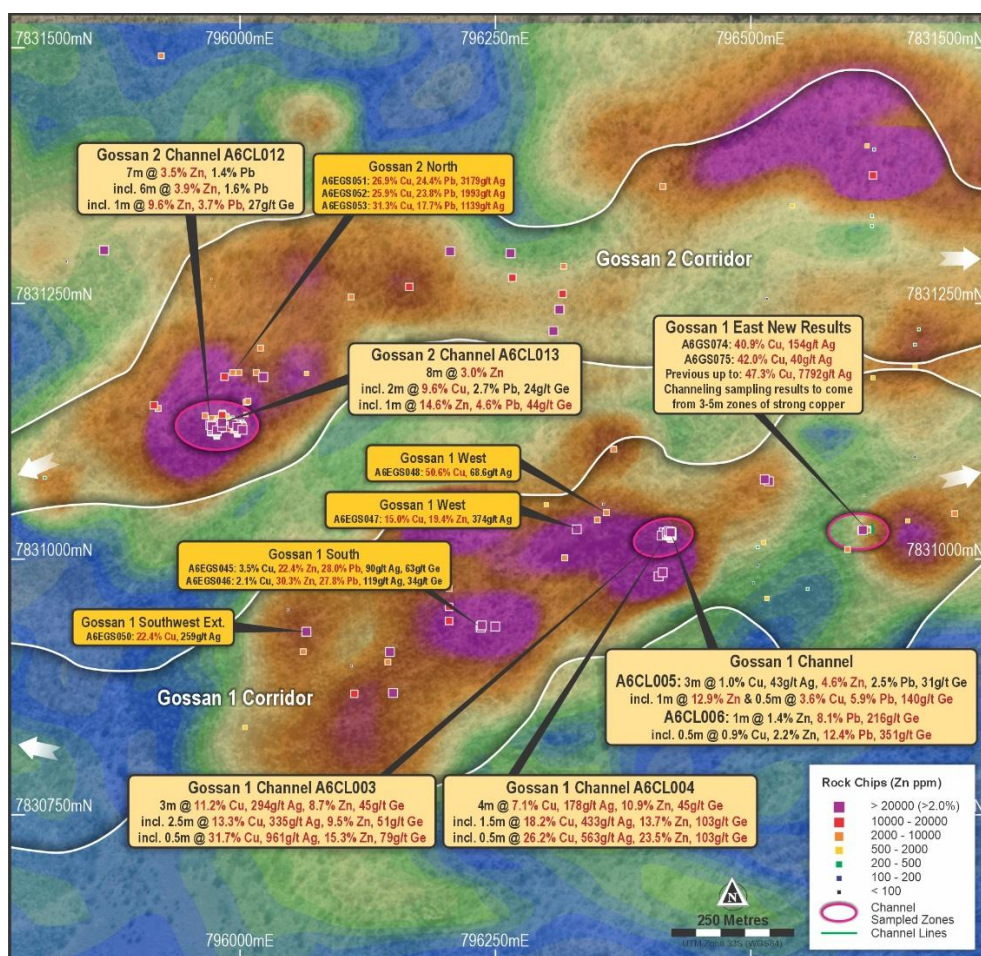 7831500mN
796000mE
796250mE
796500mE
7831500mN
Gossan 2 Channel A6CL012
7m @ 3.5% Zn, 1.4% Pb
incl. 6m @ 3.9% Zn, 1.6% Pb
incl. 1m @ 9.6% Zn, 3.7% Pb, 27g/t Ge
Gossan 2 North
A6EGS051: 26.9% Cu, 24.4% Pb, 3179g/t Ag
A6EGS052: 25.9% Cu, 23.8% Pb, 1993g/t Ag
A6EGS053: 31.3% Cu, 17.7% Pb, 1139g/t Ag
Gossan 2 Corridor
7831250mN
7831250mN
Gossan 1 East New Results
A6GS074: 40.9% Cu, 154g/t Ag
A6GS075: 42.0% Cu, 40g/t Ag
Previous up to: 47.3% Cu, 7792g/t Ag
Channeling sampling results to come
from 3-5m zones of strong copper
Gossan 2 Channel A6CL013
8m @ 3.0% Zn
incl. 2m @ 9.6% Cu, 2.7% Pb, 24g/t Ge
incl. 1m @ 14.6% Zn, 4.6% Pb, 44g/t Ge
Gossan 1 West
A6EGS048: 50.6% Cu, 68.6g/t Ag
Gossan 1 West
A6EGS047: 15.0% Cu, 19.4% Zn, 374g/t Ag
7831000mN
7831000mN
Gossan 1 South
A6EGS045: 3.5% Cu, 22.4% Zn, 28.0% Pb, 90g/t Ag, 63g/t Ge
A6EGS046: 2.1% Cu, 30.3% Zn, 27.8% Pb, 119g/t Ag, 34g/t Ge
Gossan 1 Southwest Ext.
A6EGS050: 22.4% Cu, 259g/t Ag
Gossan 1 Corridor
Gossan 1 Channel
A6CL005: 3m @ 1.0% Cu, 43g/t Ag, 4.6% Zn, 2.5% Pb, 31g/t Ge
incl. 1m @ 12.9% Zn & 0.5m @ 3.6% Cu, 5.9% Pb, 140g/t Ge
A6CL006: 1m @ 1.4% Zn, 8.1% Pb, 216g/t Ge
incl. 0.5m @ 0.9% Cu, 2.2% Zn, 12.4% Pb, 351g/t Ge
7830750mN
Gossan 1 Channel A6CL003
3m @ 11.2% Cu, 294g/t Ag, 8.7% Zn, 45g/t Ge
incl. 2.5m @ 13.3% Cu, 335g/t Ag, 9.5% Zn, 51g/t Ge
incl. 0.5m @ 31.7% Cu, 961g/t Ag, 15.3% Zn, 79g/t Ge
Gossan 1 Channel A6CL004
4m @ 7.1% Cu, 178g/t Ag, 10.9% Zn, 45g/t Ge
incl. 1.5m @ 18.2% Cu, 433g/t Ag, 13.7% Zn, 103g/t Ge
incl. 0.5m @ 26.2% Cu, 563g/t Ag, 23.5% Zn, 103g/t Ge
Rock Chips (Zn ppm)
> 20000 (>2.0%)
10000 - 20000
2000 - 10000
500 - 2000
200 - 500
100 - 200
< 100
Channel
Sampled Zones
Channel Lines
N
250 Metres
UTM Zone 33S (WGS84)
796000mE
796250mE